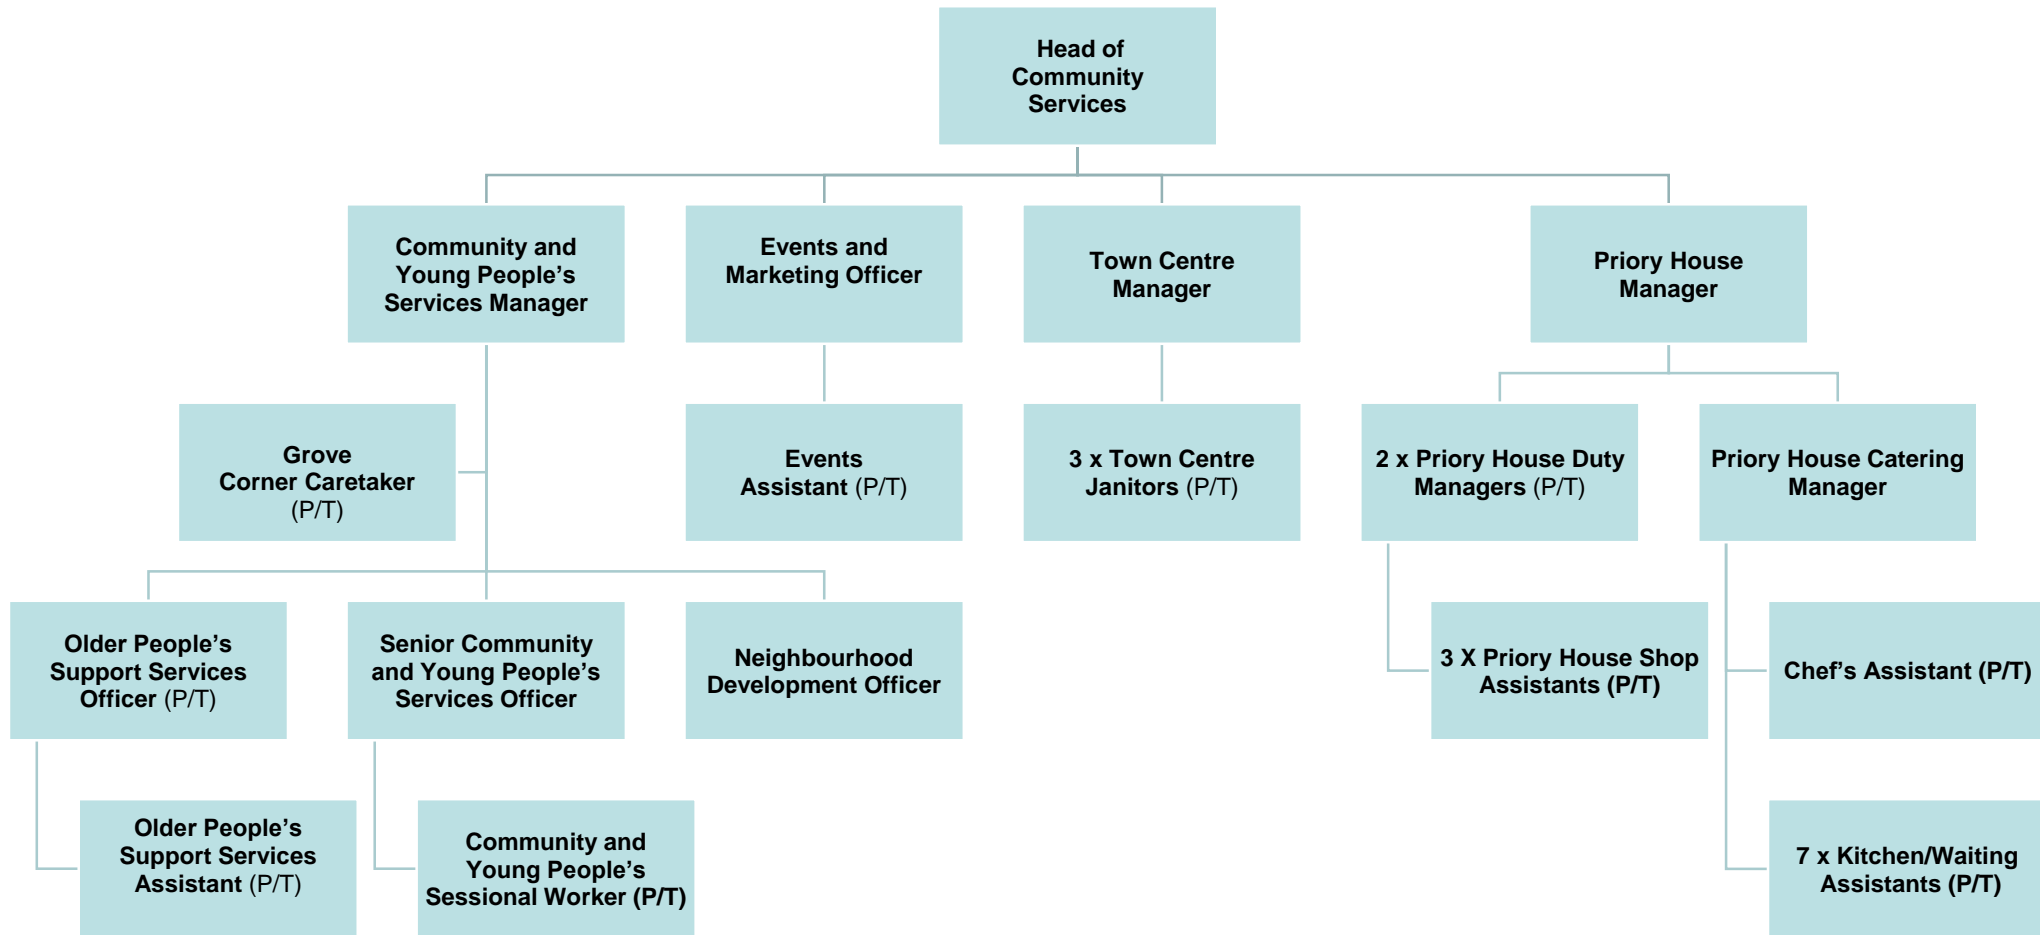 Head of
Community
Services
Community and
Young People’s
Services Manager
Events and
Marketing Officer
Town Centre
Manager
Priory House
Manager
Grove
Corner Caretaker
(P/T)
Events
Assistant (P/T)
3 x Town Centre
Janitors (P/T)
2 x Priory House Duty
Managers (P/T)
Priory House Catering
Manager
Older People’s
Support Services
Officer (P/T)
Senior Community
and Young People’s
Services Officer
Neighbourhood
Development Officer
3 X Priory House Shop
Assistants (P/T)
Chef’s Assistant (P/T)
Older People’s
Support Services
Assistant (P/T)
Community and
Young People’s
Sessional Worker (P/T)
7 x Kitchen/Waiting
Assistants (P/T)